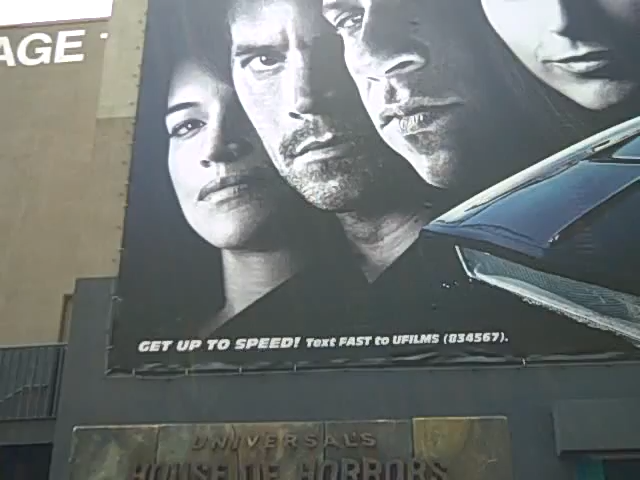 AGE
GET UP TO SPEED! Text FAST to UFILMS (834567).
UNIVERSAL'S
HOUSE OF HORRORS